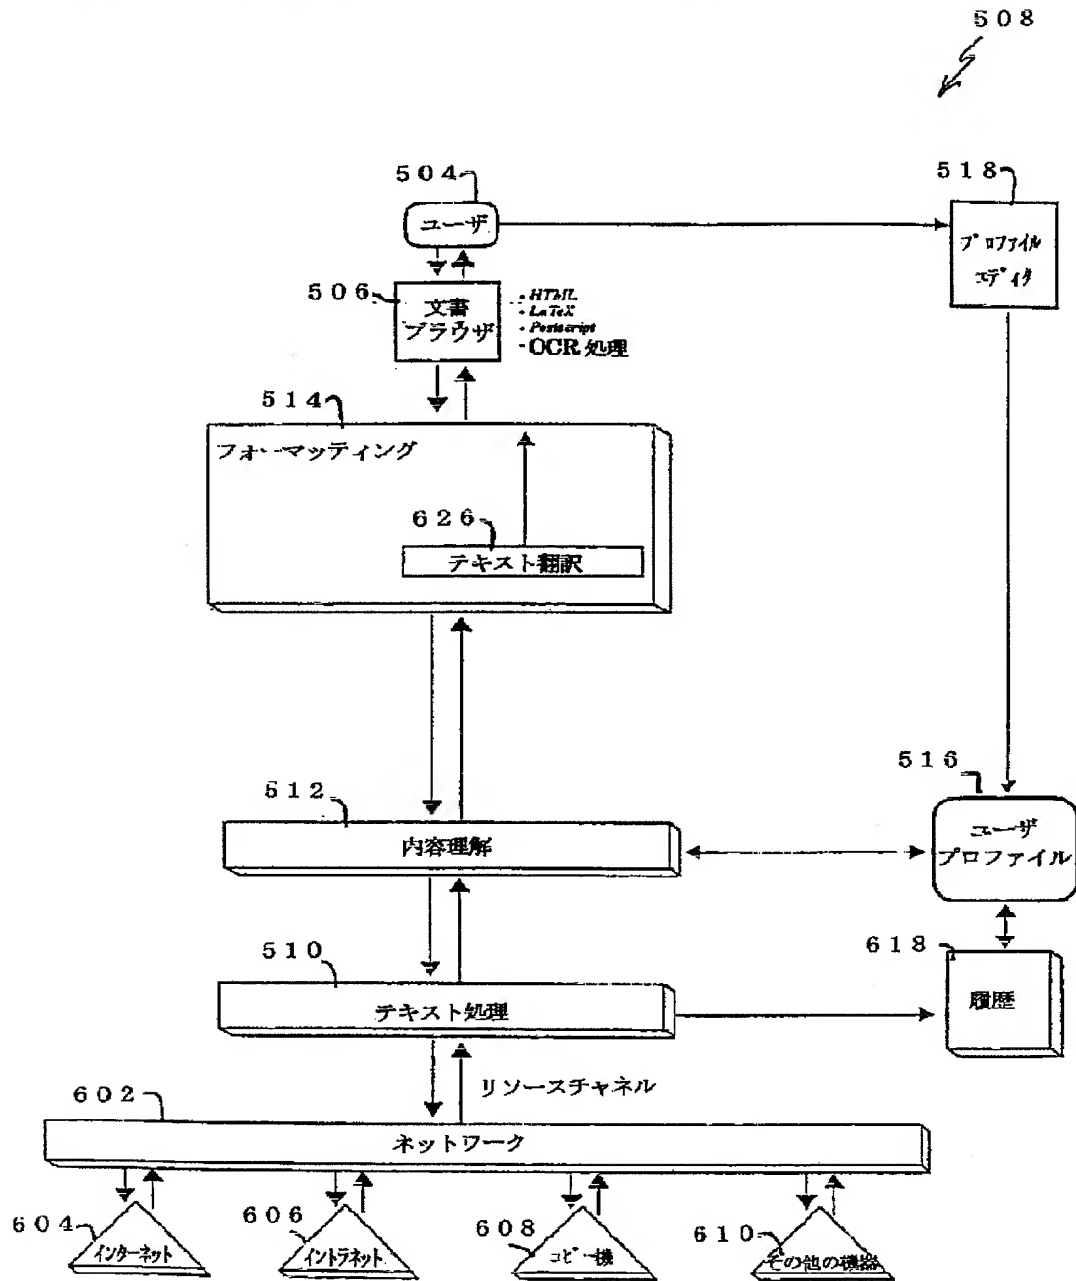 ５０８
５０４
５１８
ユーザ
プロファイル
エディタ
５０６
文書
ブラウザ
・HTML
・LaTeX
・Postscript
・OCR 処理
５１４
フォーマッティング
６２６
テキスト翻訳
５１６
５１２
ユーザ
プロファイル
内容理解
６１８
５１０
履歴
テキスト処理
リソースチャネル
６０２
ネットワーク
６０４
６０６
６０８
６１０
インターネット
イントラネット
コピー機
その他の機器